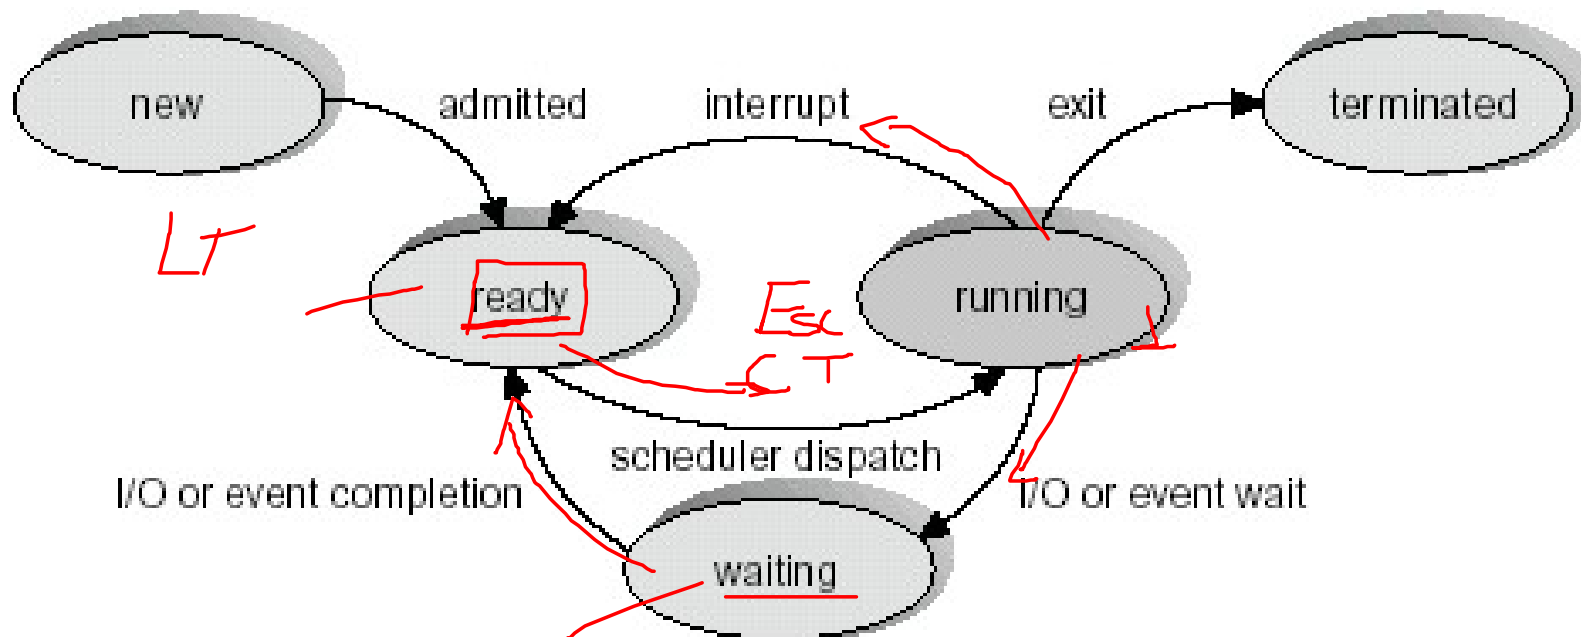 new
admitted
interrupt
exit
terminated
LT
ready
Esc
CT
running
1
scheduler dispatch
I/O or event completion
I/O or event wait
waiting